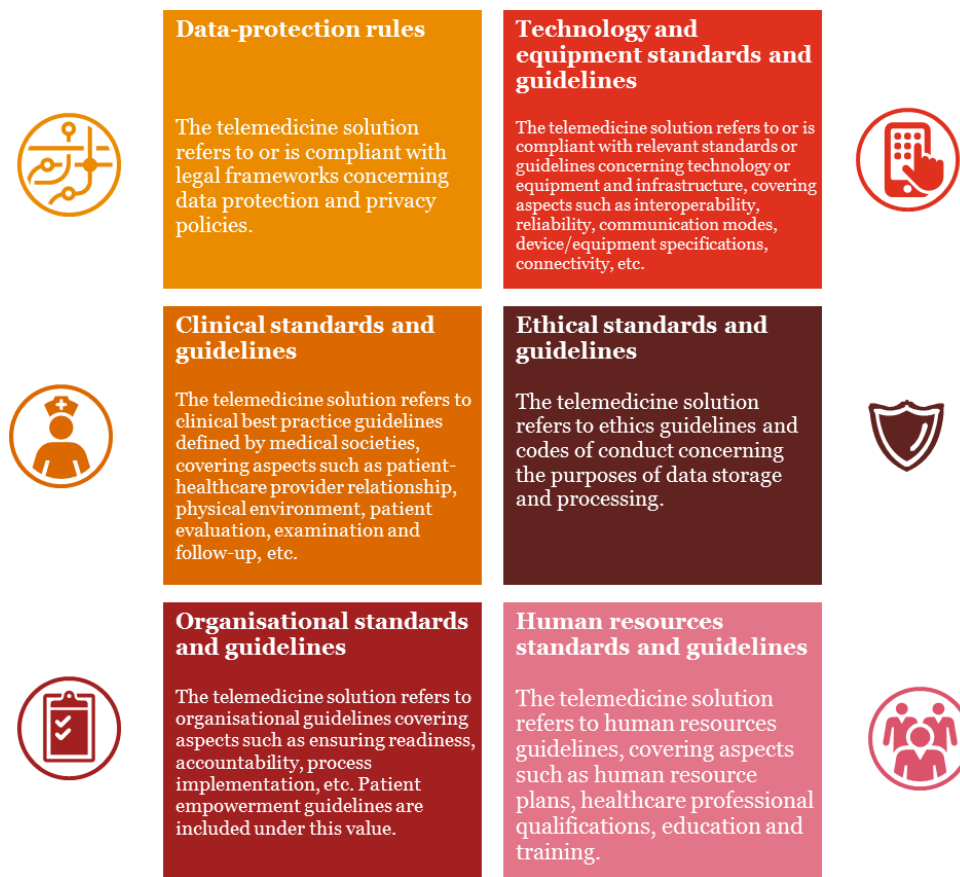 Data-protection rules
The telemedicine solution
refers to or is compliant with
legal frameworks concerning
data protection and privacy
policies.
Technology and
equipment standards and
guidelines
The telemedicine solution refers to or is
compliant with relevant standards or
guidelines concerning technology or
equipment and infrastructure, covering
aspects such as interoperability,
reliability, communication modes,
device/equipment specifications,
connectivity, etc.
Clinical standards and
guidelines
The telemedicine solution refers to
clinical best practice guidelines
defined by medical societies,
covering aspects such as patient-
healthcare provider relationship,
physical environment, patient
evaluation, examination and
follow-up, etc.
Ethical standards and
guidelines
The telemedicine solution
refers to ethics guidelines and
codes of conduct concerning
the purposes of data storage
and processing.
Organisational standards
and guidelines
The telemedicine solution refers to
organisational guidelines covering
aspects such as ensuring readiness,
accountability, process
implementation, etc. Patient
empowerment guidelines are
included under this value.
Human resources
standards and guidelines
The telemedicine solution
refers to human resources
guidelines, covering aspects
such as human resource
plans, healthcare professional
qualifications, education and
training.